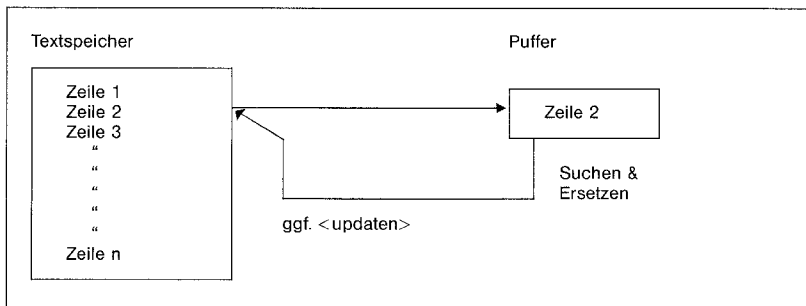 Textspeicher
Puffer
Zeile 1
Zeile 2
Zeile 3
“
“
“
“
“
Zeile n
Zeile 2
Suchen &
Ersetzen
ggf. <updaten>